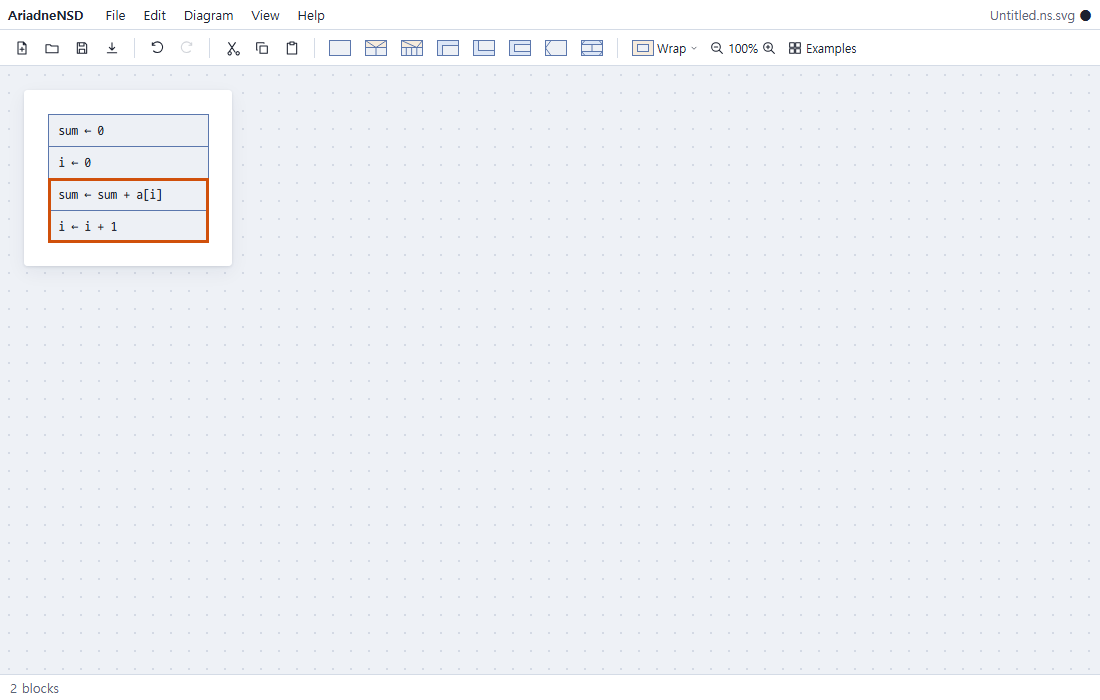 AriadneNSD File Edit Diagram View Help Untitled.ns.svg
Wrap 100% Examples
sum ← 0
i ← 0
sum ← sum + a[i]
i ← i + 1
2 blocks